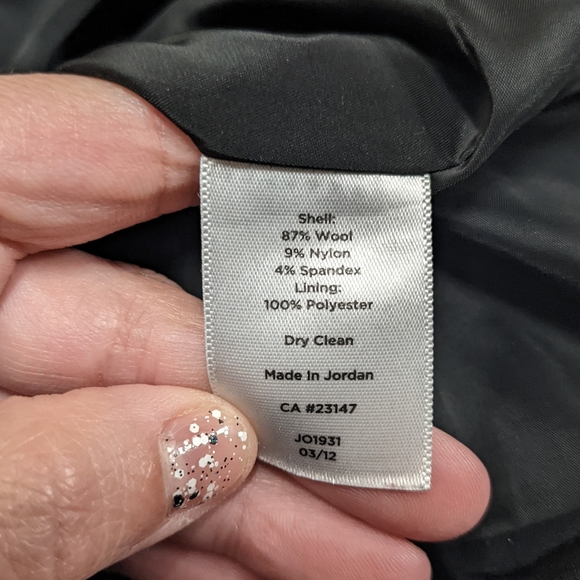 Shell:
87% Wool
9% Nylon
4% Spandex
Lining:
100% Polyester
Dry Clean
Made In Jordan
CA #23147
JO1931
03/12